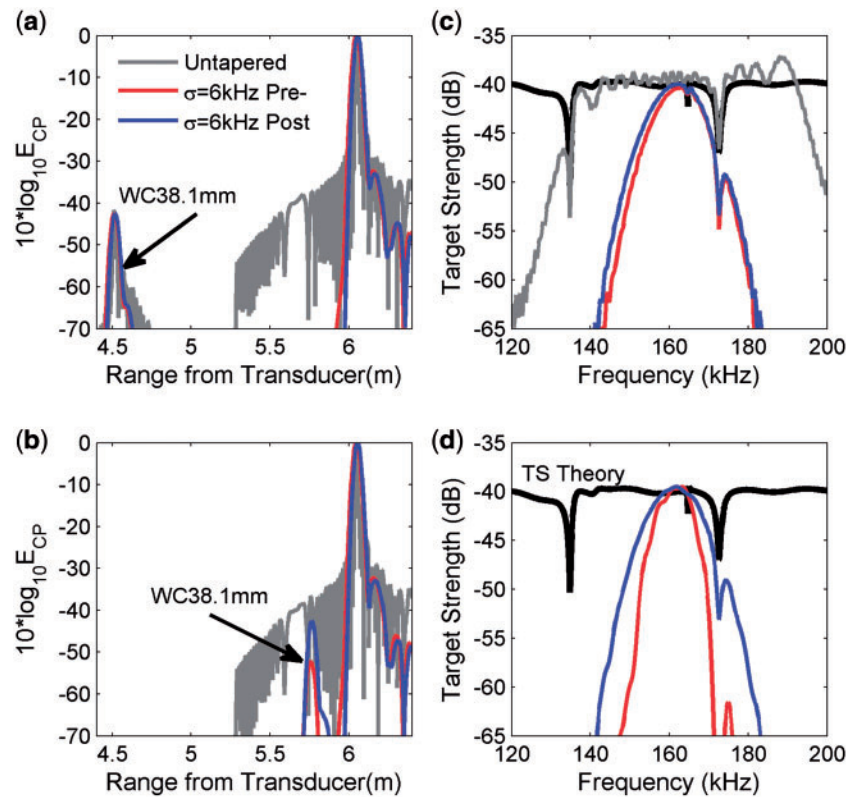 (a)
10*log10 ECP
0
-10
-20
-30
-40
-50
-60
-70
Untapered
σ=6kHz Pre-
σ=6kHz Post
WC38.1mm
4.5
5
5.5
6
Range from Transducer(m)
(c)
Target Strength (dB)
-35
-40
-45
-50
-55
-60
-65
120
140
160
180
200
Frequency (kHz)
(b)
10*log10 ECP
0
-10
-20
-30
-40
-50
-60
-70
WC38.1mm
4.5
5
5.5
6
Range from Transducer(m)
(d)
Target Strength (dB)
-35
-40
-45
-50
-55
-60
-65
TS Theory
120
140
160
180
200
Frequency (kHz)